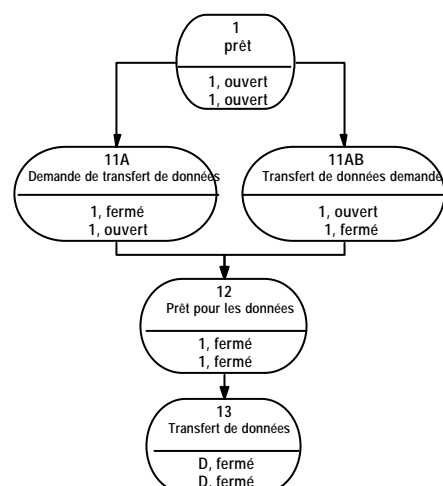 1
prêt
1, ouvert
1, ouvert
11A
Demande de transfert de données
1, fermé
1, ouvert
11AB
Transfert de données demandé
1, ouvert
1, fermé
12
Prêt pour les données
1, fermé
1, fermé
13
Transfert de données
D, fermé
D, fermé